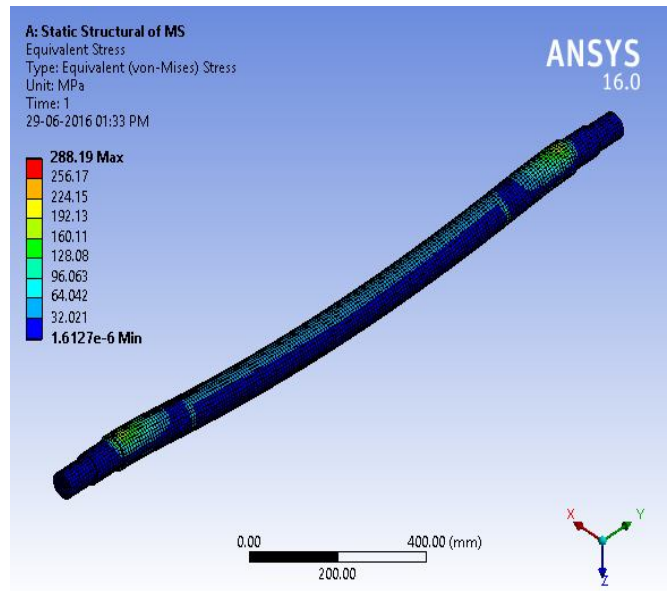 A: Static Structural of MS
Equivalent Stress
Type: Equivalent (von-Mises) Stress
Unit: MPa
Time: 1
29-06-2016 01:33 PM
ANSYS
16.0
288.19 Max
256.17
224.15
192.13
160.11
128.08
96.063
64.042
32.021
1.6127e-6 Min
0.00 400.00 (mm)
200.00
X Y
Z